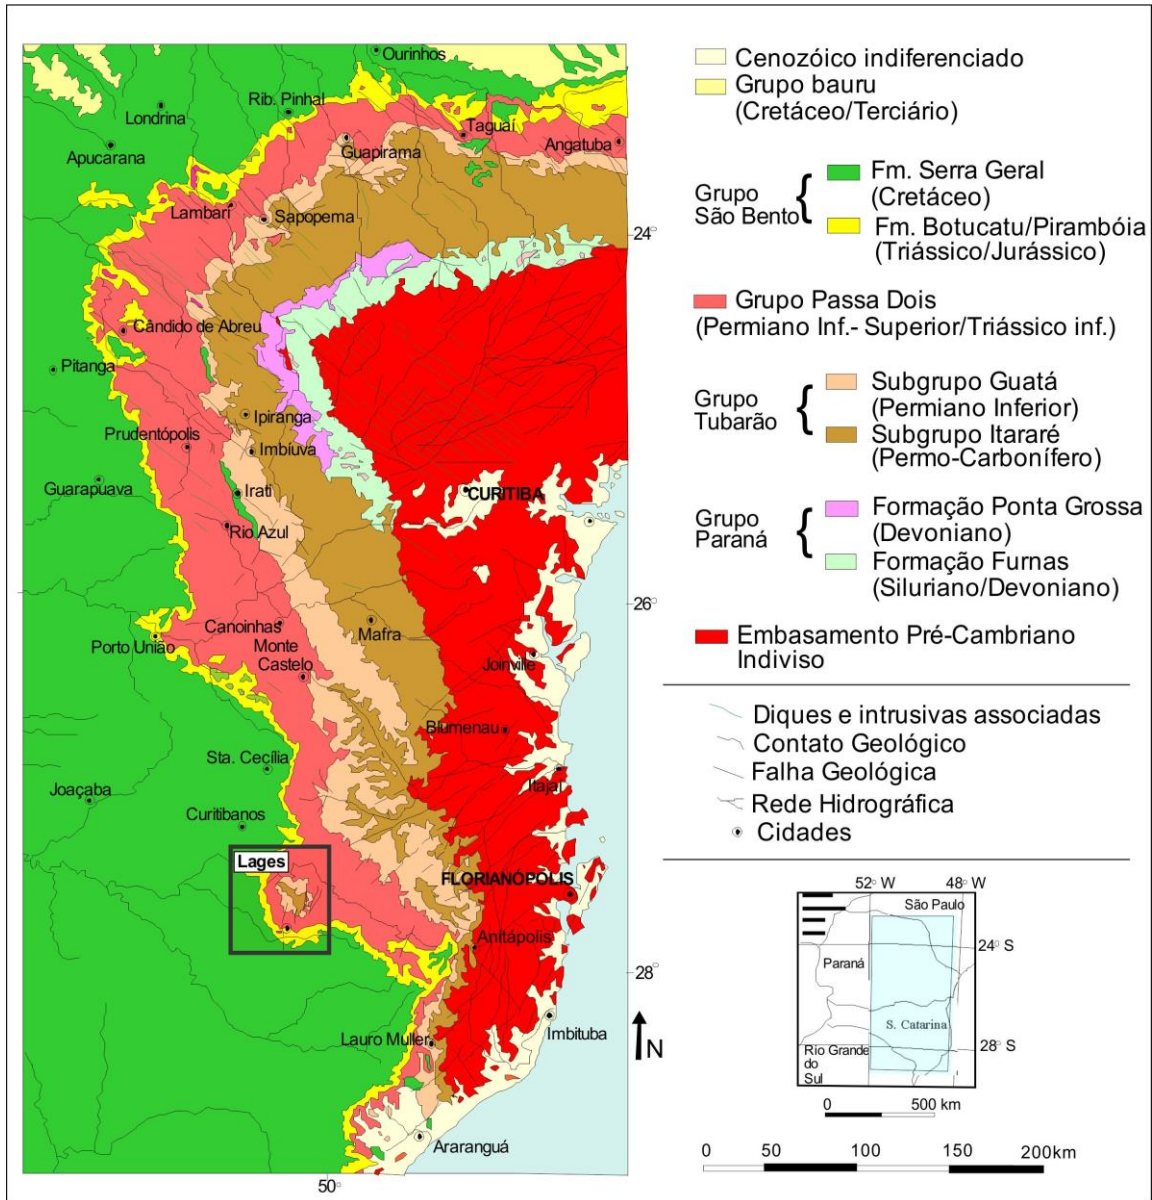 Ourinhos
Londrina
Rib. Pinhal
Apucarana
Guapirama
Taguaí
Angatuba
Lambari
Sapopema
24°
Cândido de Abreu
Pitanga
Ipiranga
Prudentópolis
Imbiuva
Guarapuava
Irati
CURITIBA
Rio Azul
26°
Canoinhas
Mafra
Porto União
Monte
Castelo
Joinville
Blumenau
Sta. Cecília
Itajaí
Joaçaba
Curitibanos
Lages
FLORIANÓPOLIS
Anitápolis
28°
Imbituba
Lauro Muller
N
Araranguá
50°
Cenozóico indiferenciado
Grupo bauru
(Cretáceo/Terciário)
Grupo
São Bento
Fm. Serra Geral
(Cretáceo)
Fm. Botucatu/Pirambóia
(Triássico/Jurássico)
Grupo Passa Dois
(Permiano Inf.- Superior/Triássico inf.)
Grupo
Tubarão
Subgrupo Guatá
(Permiano Inferior)
Subgrupo Itararé
(Permo-Carbonífero)
Grupo
Paraná
Formação Ponta Grossa
(Devoniano)
Formação Furnas
(Siluriano/Devoniano)
Embasamento Pré-Cambriano
Indiviso
Diques e intrusivas associadas
Contato Geológico
Falha Geológica
Rede Hidrográfica
Cidades
52° W
48° W
São Paulo
24° S
Paraná
S. Catarina
28° S
Rio Grande
do
Sul
0 500 km
0 50 100 150 200km